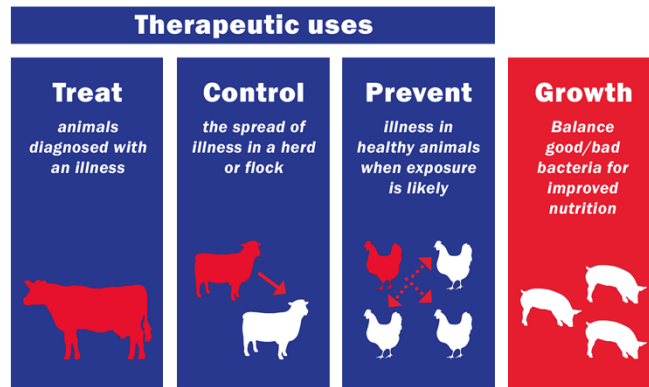 Therapeutic uses
Treat
animals
diagnosed with
an illness
Control
the spread of
illness in a herd
or flock
Prevent
illness in
healthy animals
when exposure
is likely
Growth
Balance
good/bad
bacteria for
improved
nutrition